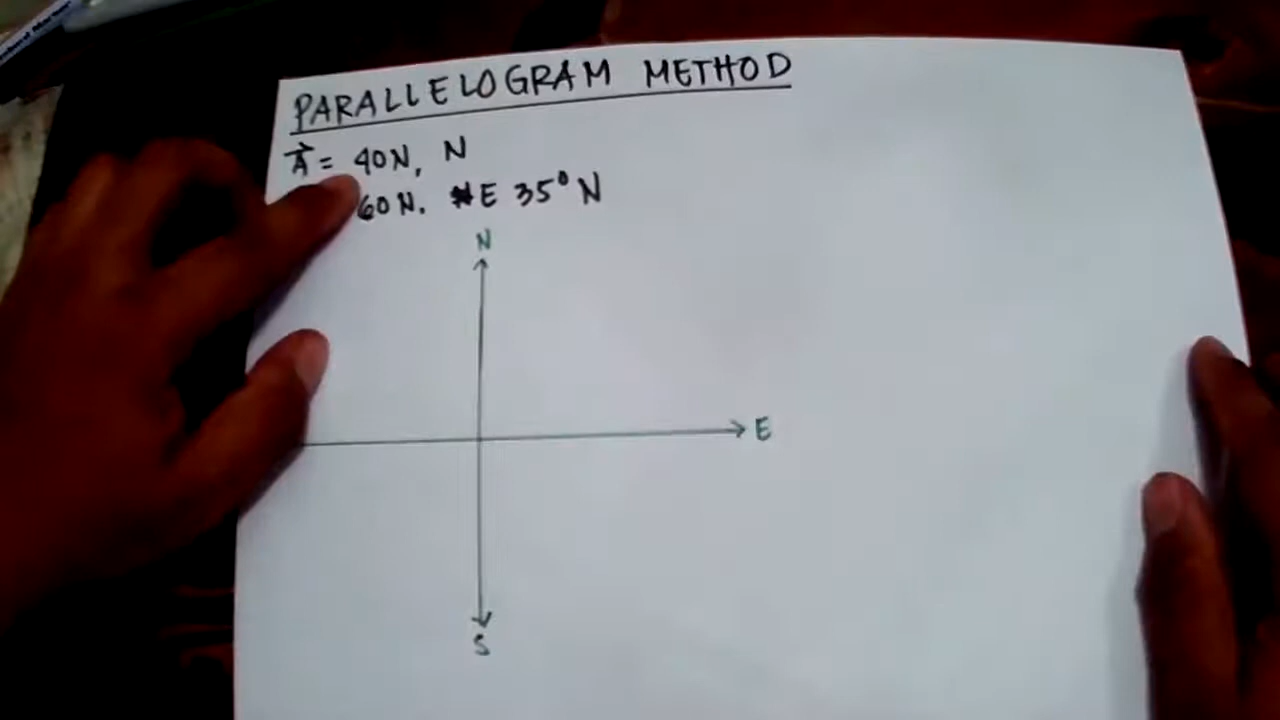 PARALLELOGRAM METHOD
A = 40N, N
60N. E 35° N
N
E
S